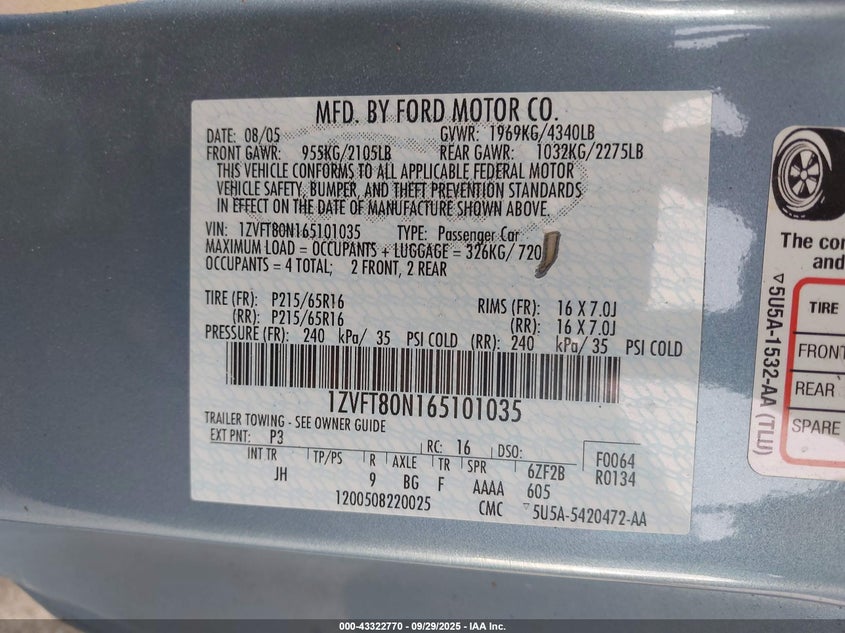 MFD. BY FORD MOTOR CO.
DATE: 08/05 GVWR: 1969KG/4340LB
FRONT GAWR: 955KG/2105LB REAR GAWR: 1032KG/2275LB
THIS VEHICLE CONFORMS TO ALL APPLICABLE FEDERAL MOTOR
VEHICLE SAFETY, BUMPER, AND THEFT PREVENTION STANDARDS
IN EFFECT ON THE DATE OF MANUFACTURE SHOWN ABOVE.
VIN: 1ZVFT80N165101035 TYPE: Passenger Car
MAXIMUM LOAD = OCCUPANTS + LUGGAGE = 326KG/ 720
OCCUPANTS = 4 TOTAL; 2 FRONT, 2 REAR
TIRE (FR): P215/65R16 RIMS (FR): 16 X 7.0J
(RR): P215/65R16 (RR): 16 X 7.0J
PRESSURE (FR): 240 kPa/ 35 PSI COLD (RR): 240 kPa/ 35 PSI COLD
1ZVFT80N165101035
TRAILER TOWING - SEE OWNER GUIDE
EXT PNT: P3 RC: 16 DSO: F0064
INT TR TP/PS R AXLE TR SPR 6ZF2B R0134
JH 9 BG F AAAA 605
1200508220025 CMC ▽5U5A-5420472-AA
The con
and
▽5U5A-1532-AA (TLU)
TIRE
FRONT
REAR
SPARE
000-43322770 - 09/29/2025 - IAA Inc.